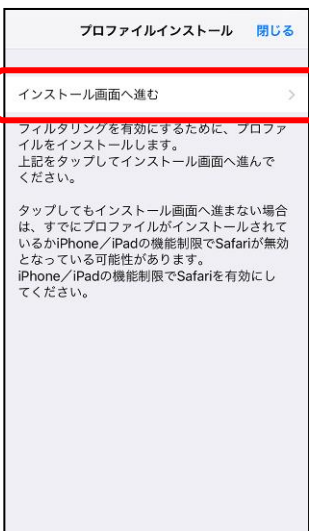 プロファイルインストール 閉じる
インストール画面へ進む
フィルタリングを有効にするために、プロファ
イルをインストールします。
上記をタップしてインストール画面へ進んで
ください。
タップしてもインストール画面へ進まない場合
は、すでにプロファイルがインストールされて
いるかiPhone／iPadの機能制限でSafariが無効
となっている可能性があります。
iPhone／iPadの機能制限でSafariを有効にし
てください。